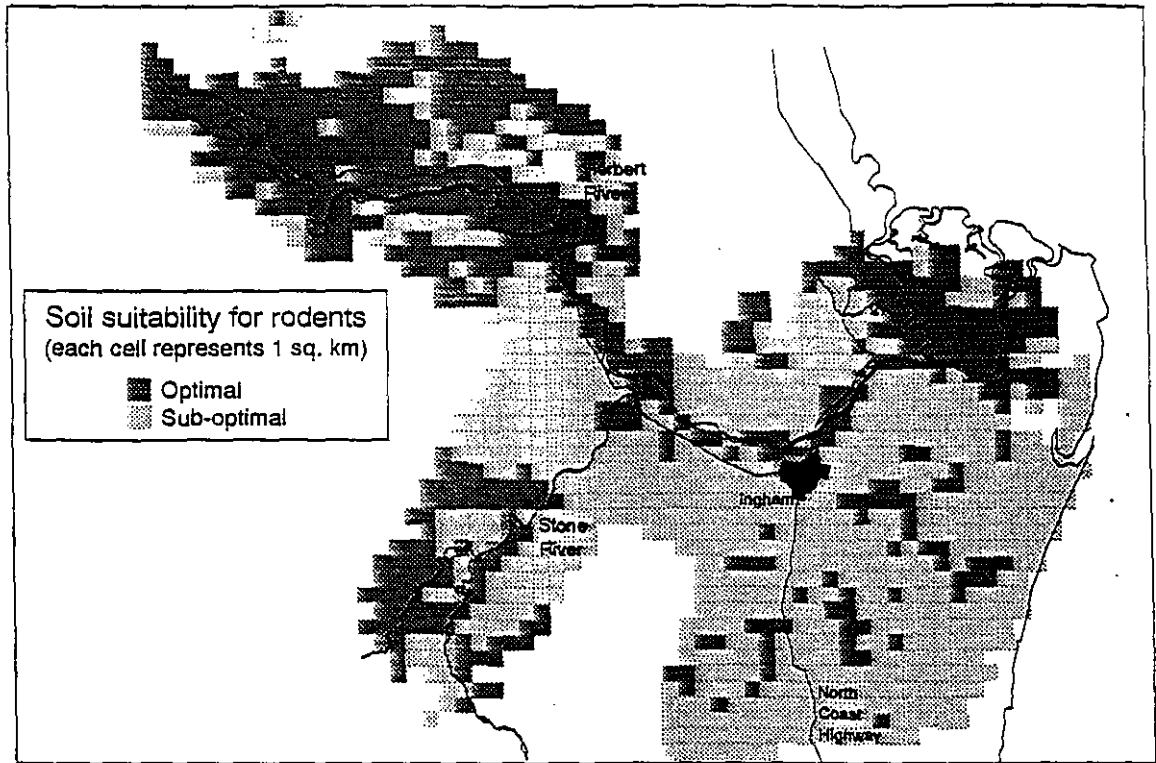 Herbert
River
Soil suitability for rodents
(each cell represents 1 sq. km)
Optimal
Sub-optimal
Ingham
Stone
River
North
Coast
Highway